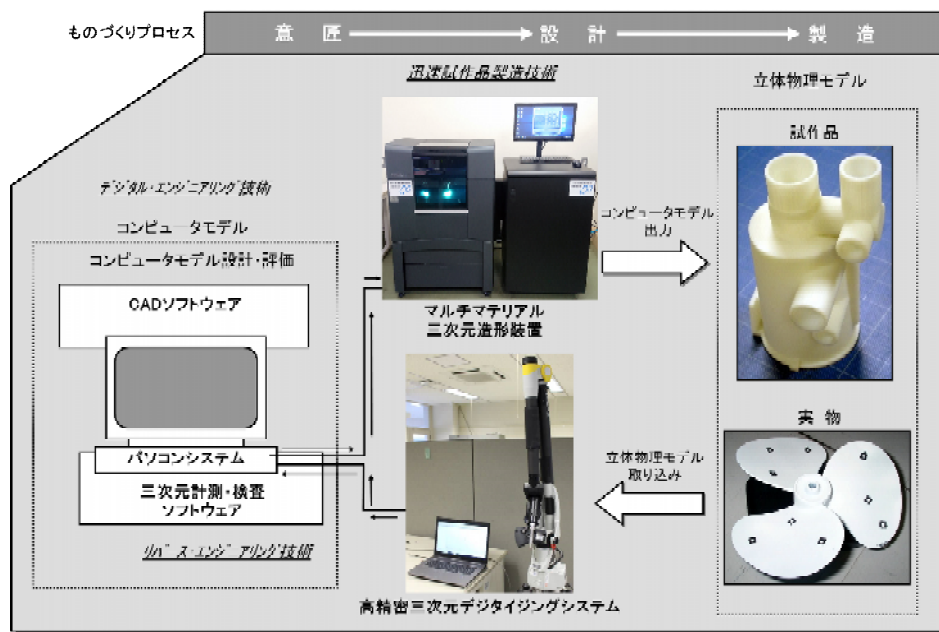 ものづくりプロセス
意 匠 設 計 製 造
迅速試作品製造技術
立体物理モデル
試作品
デジタル・エンジニアリング技術
コンピュータモデル
コンピュータモデル設計・評価
CADソフトウェア
コンピュータモデル
出力
マルチマテリアル
三次元造形装置
実 物
パソコンシステム
三次元計測・検査
ソフトウェア
立体物理モデル
取り込み
リバース・エンジニアリング技術
高精密三次元デジタイジングシステム